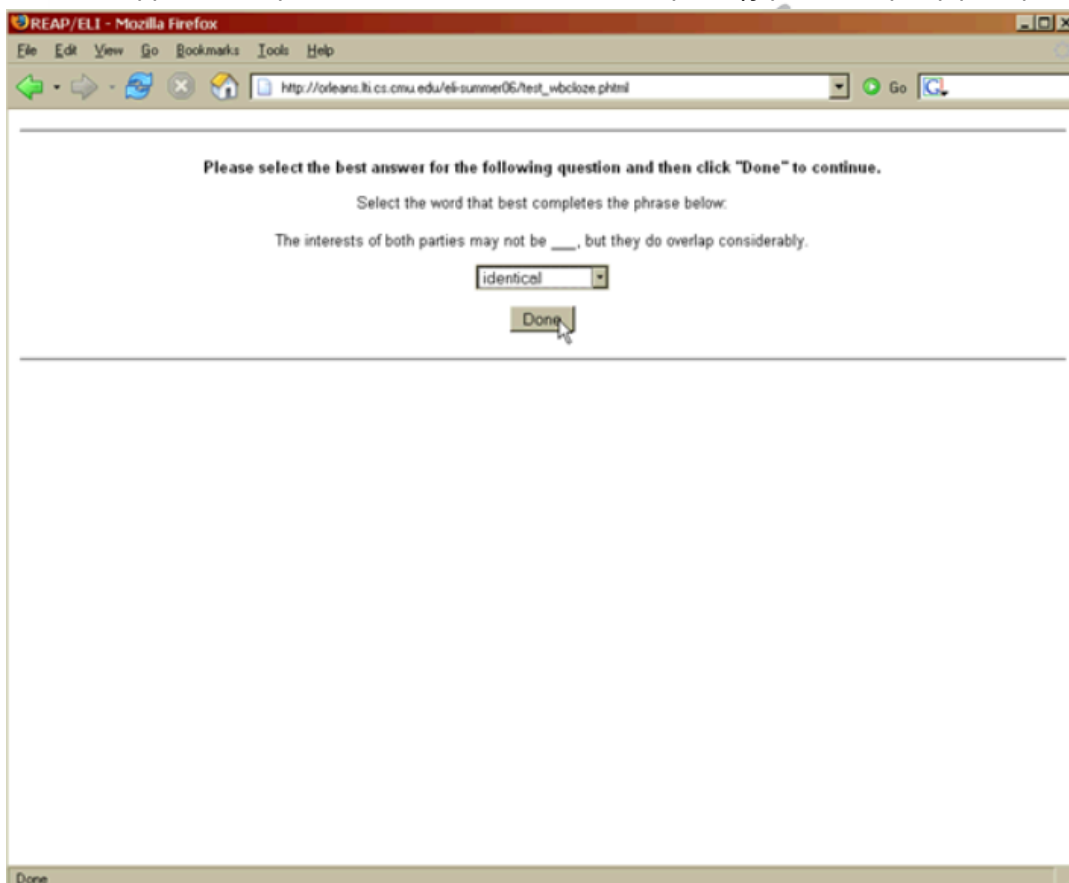 REAP/ELI - Mozilla Firefox
File Edit View Go Bookmarks Tools Help
http://orleans.lti.cs.cmu.edu/eli-summer06/test_wbcloze.phtml Go G
Please select the best answer for the following question and then click "Done" to continue.
Select the word that best completes the phrase below:
The interests of both parties may not be ___, but they do overlap considerably.
identical
Done
Done